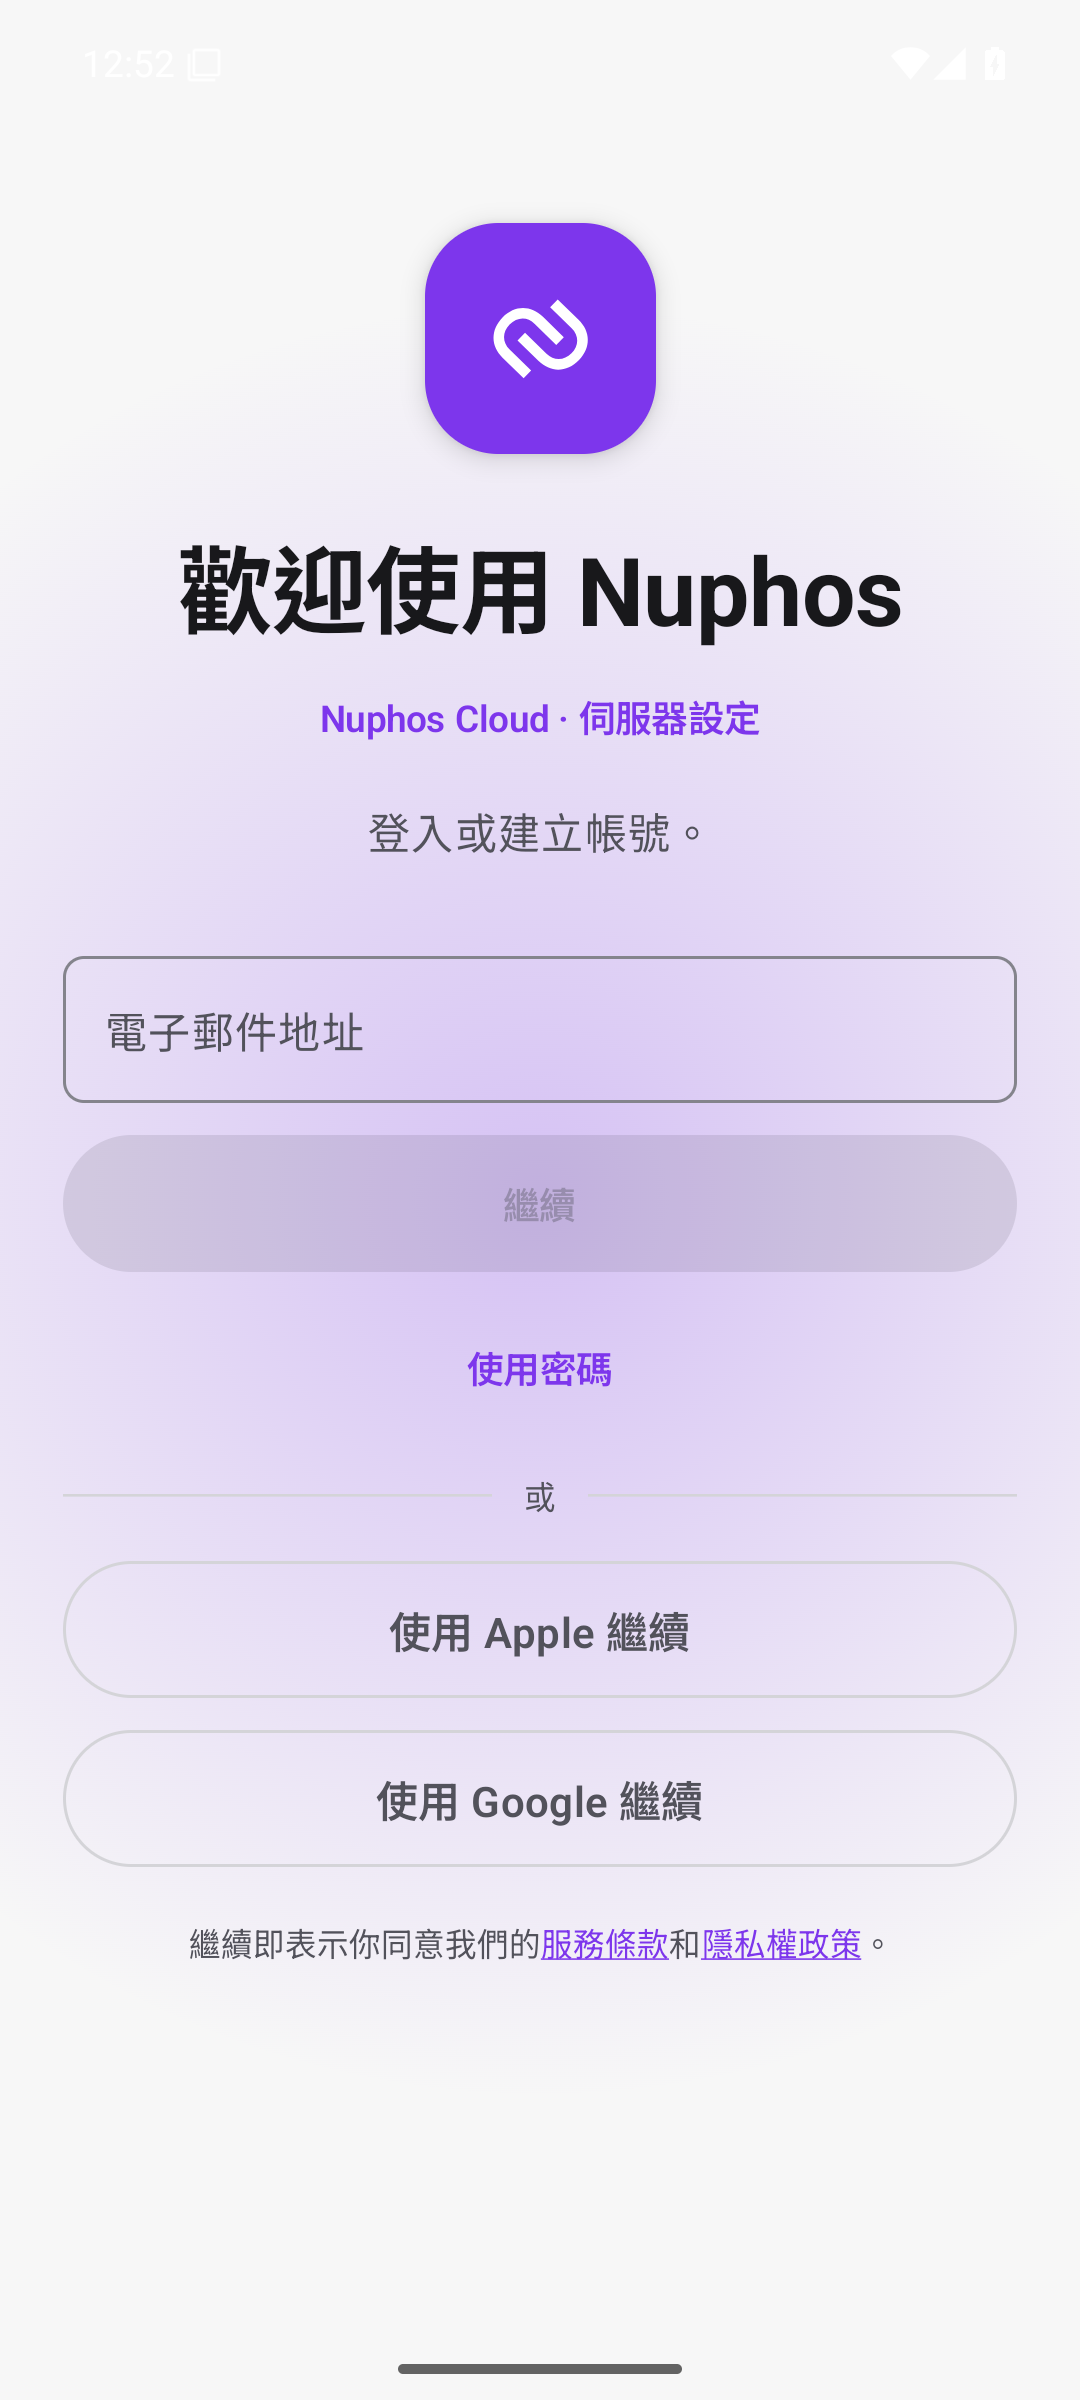 12:52
歡迎使用 Nuphos
Nuphos Cloud · 伺服器設定
登入或建立帳號。
電子郵件地址
繼續
使用密碼
或
使用 Apple 繼續
使用 Google 繼續
繼續即表示你同意我們的服務條款和隱私權政策。